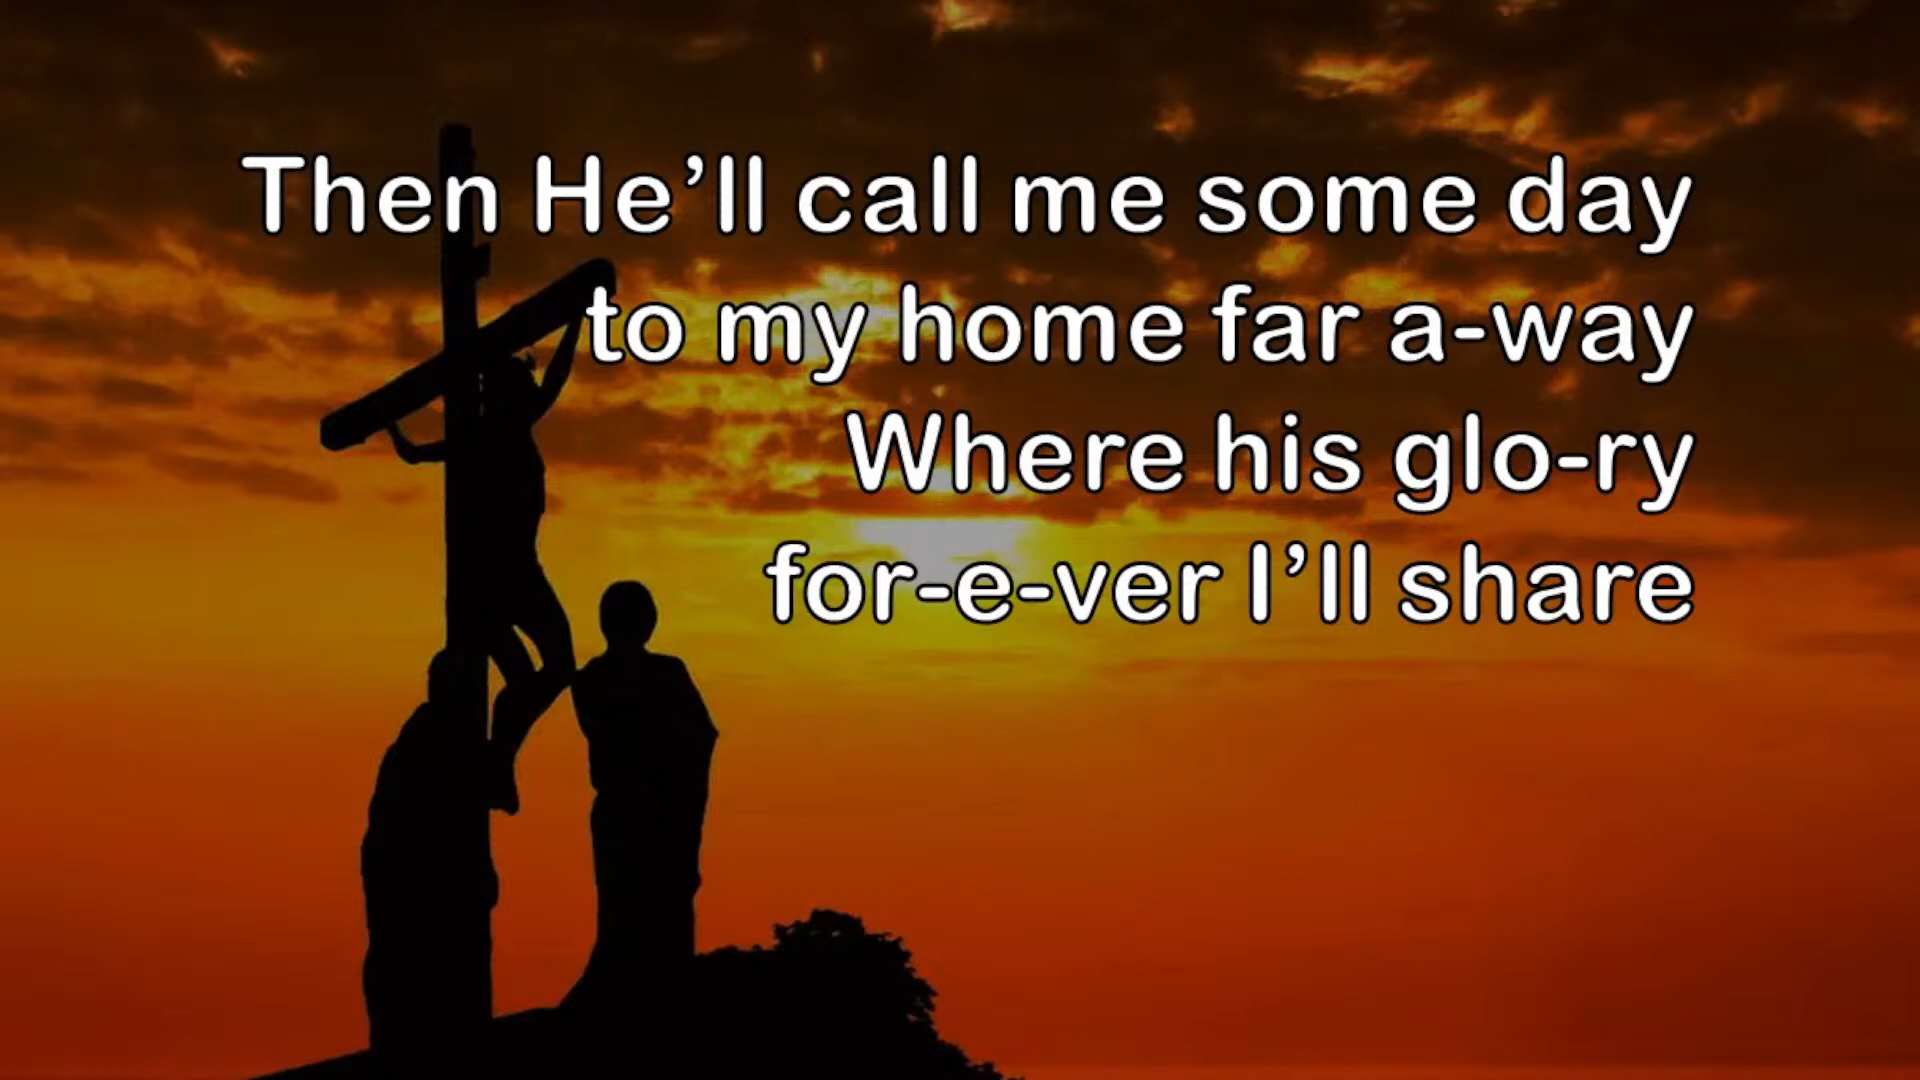 Then He’ll call me some day
to my home far a-way
Where his glo-ry
for-e-ver I’ll share